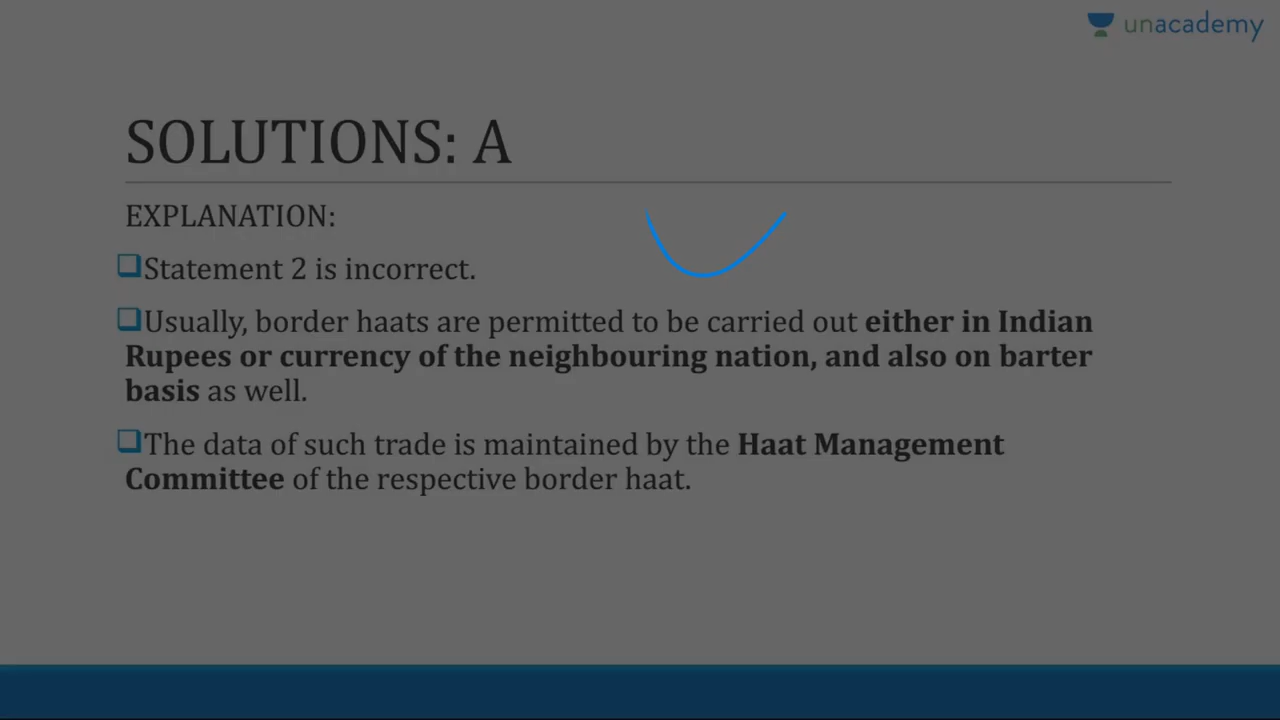 unacademy
SOLUTIONS: A
EXPLANATION:
Statement 2 is incorrect.
Usually, border haats are permitted to be carried out either in Indian
Rupees or currency of the neighbouring nation, and also on barter
basis as well.
The data of such trade is maintained by the Haat Management
Committee of the respective border haat.